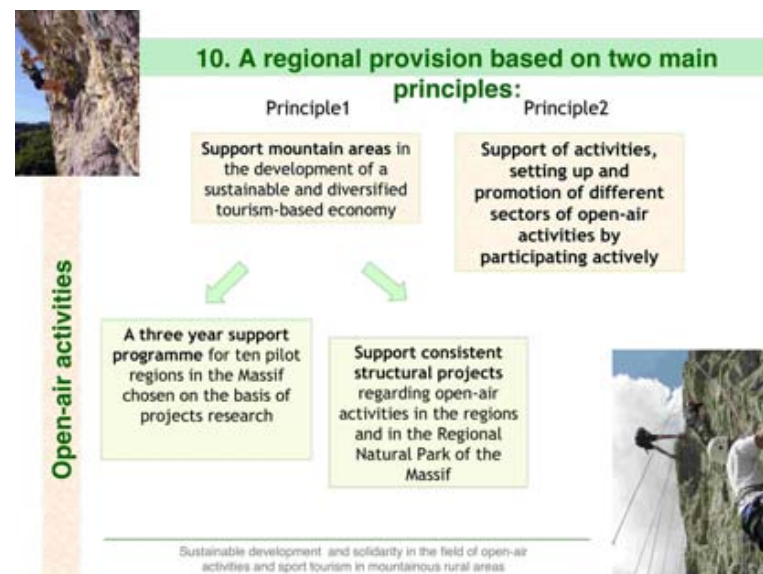 10. A regional provision based on two main
principles:
Principle1
Support mountain areas in
the development of a
sustainable and diversified
tourism-based economy
Principle2
Support of activities,
setting up and
promotion of different
sectors of open-air
activities by
participating actively
A three year support
programme for ten pilot
regions in the Massif
chosen on the basis of
projects research
Support consistent
structural projects
regarding open-air
activities in the regions
and in the Regional
Natural Park of the
Massif
Open-air activities
Sustainable development and solidarity in the field of open-air
activities and sport tourism in mountainous rural areas